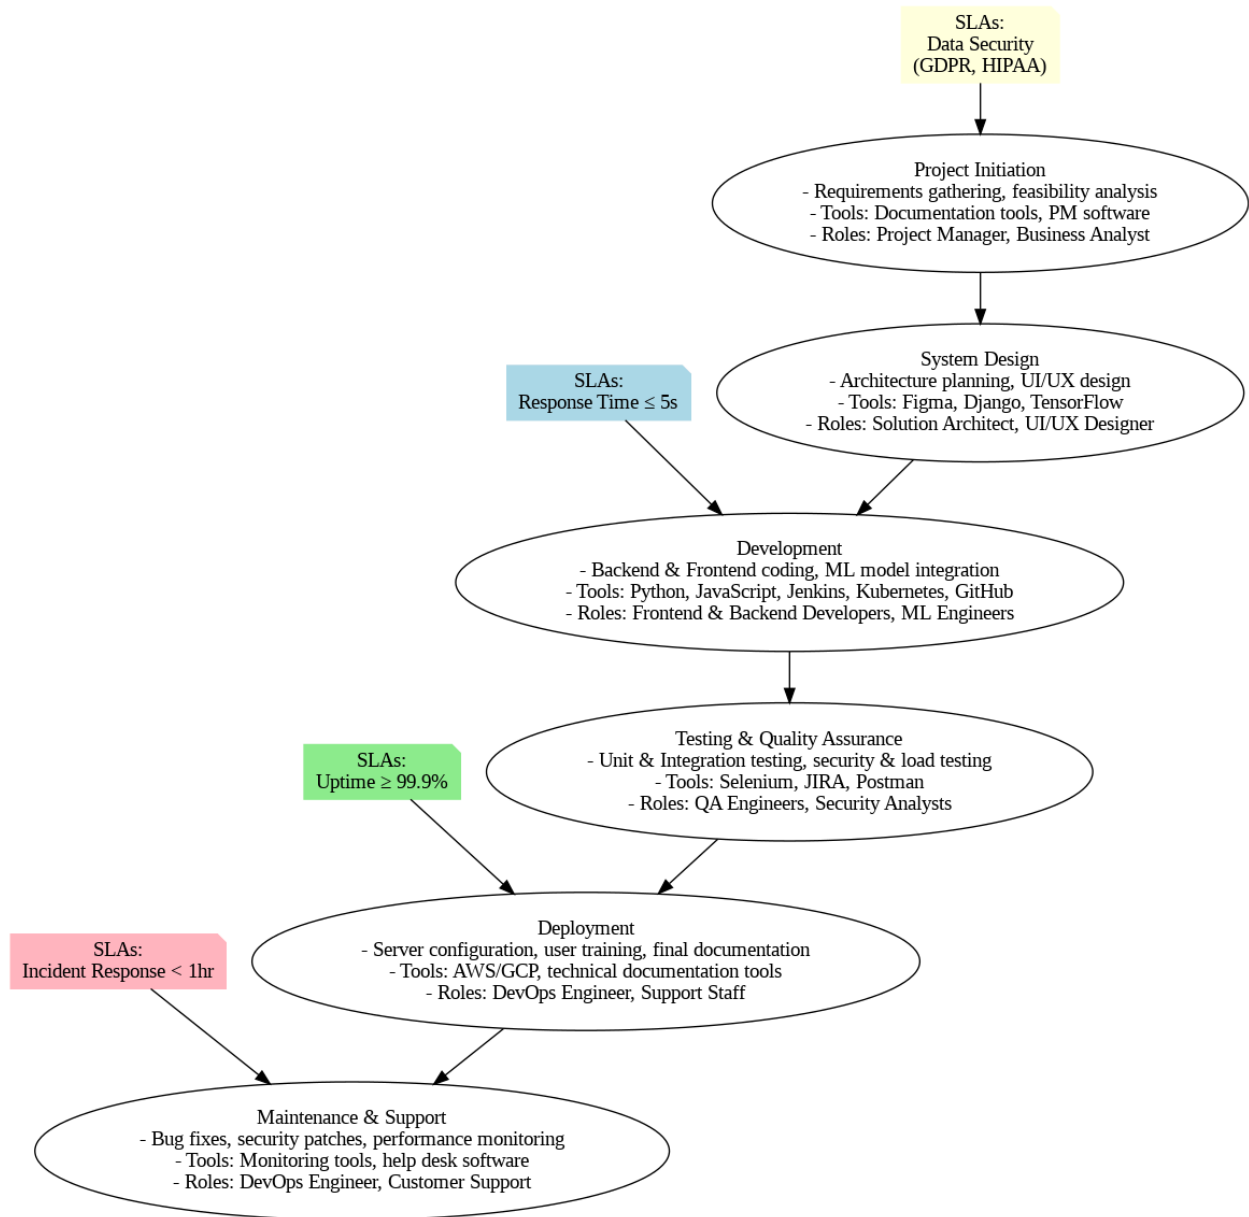 SLAs:
Data Security
(GDPR, HIPAA)
Project Initiation
- Requirements gathering, feasibility analysis
- Tools: Documentation tools, PM software
- Roles: Project Manager, Business Analyst
System Design
- Architecture planning, UI/UX design
- Tools: Figma, Django, TensorFlow
- Roles: Solution Architect, UI/UX Designer
SLAs:
Response Time ≤ 5s
Development
- Backend & Frontend coding, ML model integration
- Tools: Python, JavaScript, Jenkins, Kubernetes, GitHub
- Roles: Frontend & Backend Developers, ML Engineers
Testing & Quality Assurance
- Unit & Integration testing, security & load testing
- Tools: Selenium, JIRA, Postman
- Roles: QA Engineers, Security Analysts
SLAs:
Uptime ≥ 99.9%
Deployment
- Server configuration, user training, final documentation
- Tools: AWS/GCP, technical documentation tools
- Roles: DevOps Engineer, Support Staff
SLAs:
Incident Response < 1hr
Maintenance & Support
- Bug fixes, security patches, performance monitoring
- Tools: Monitoring tools, help desk software
- Roles: DevOps Engineer, Customer Support